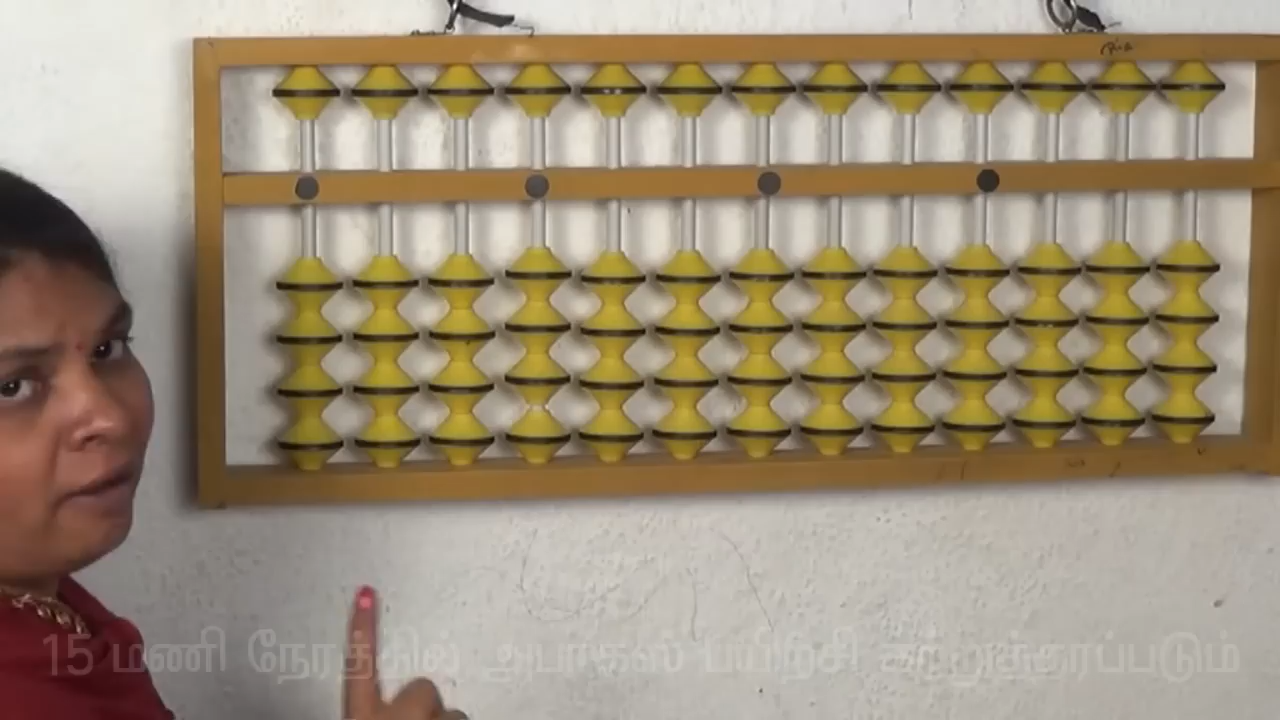 15 மணி நேரத்தில் அபாகஸ் பயிற்சி கற்றுத்தரப்படும்